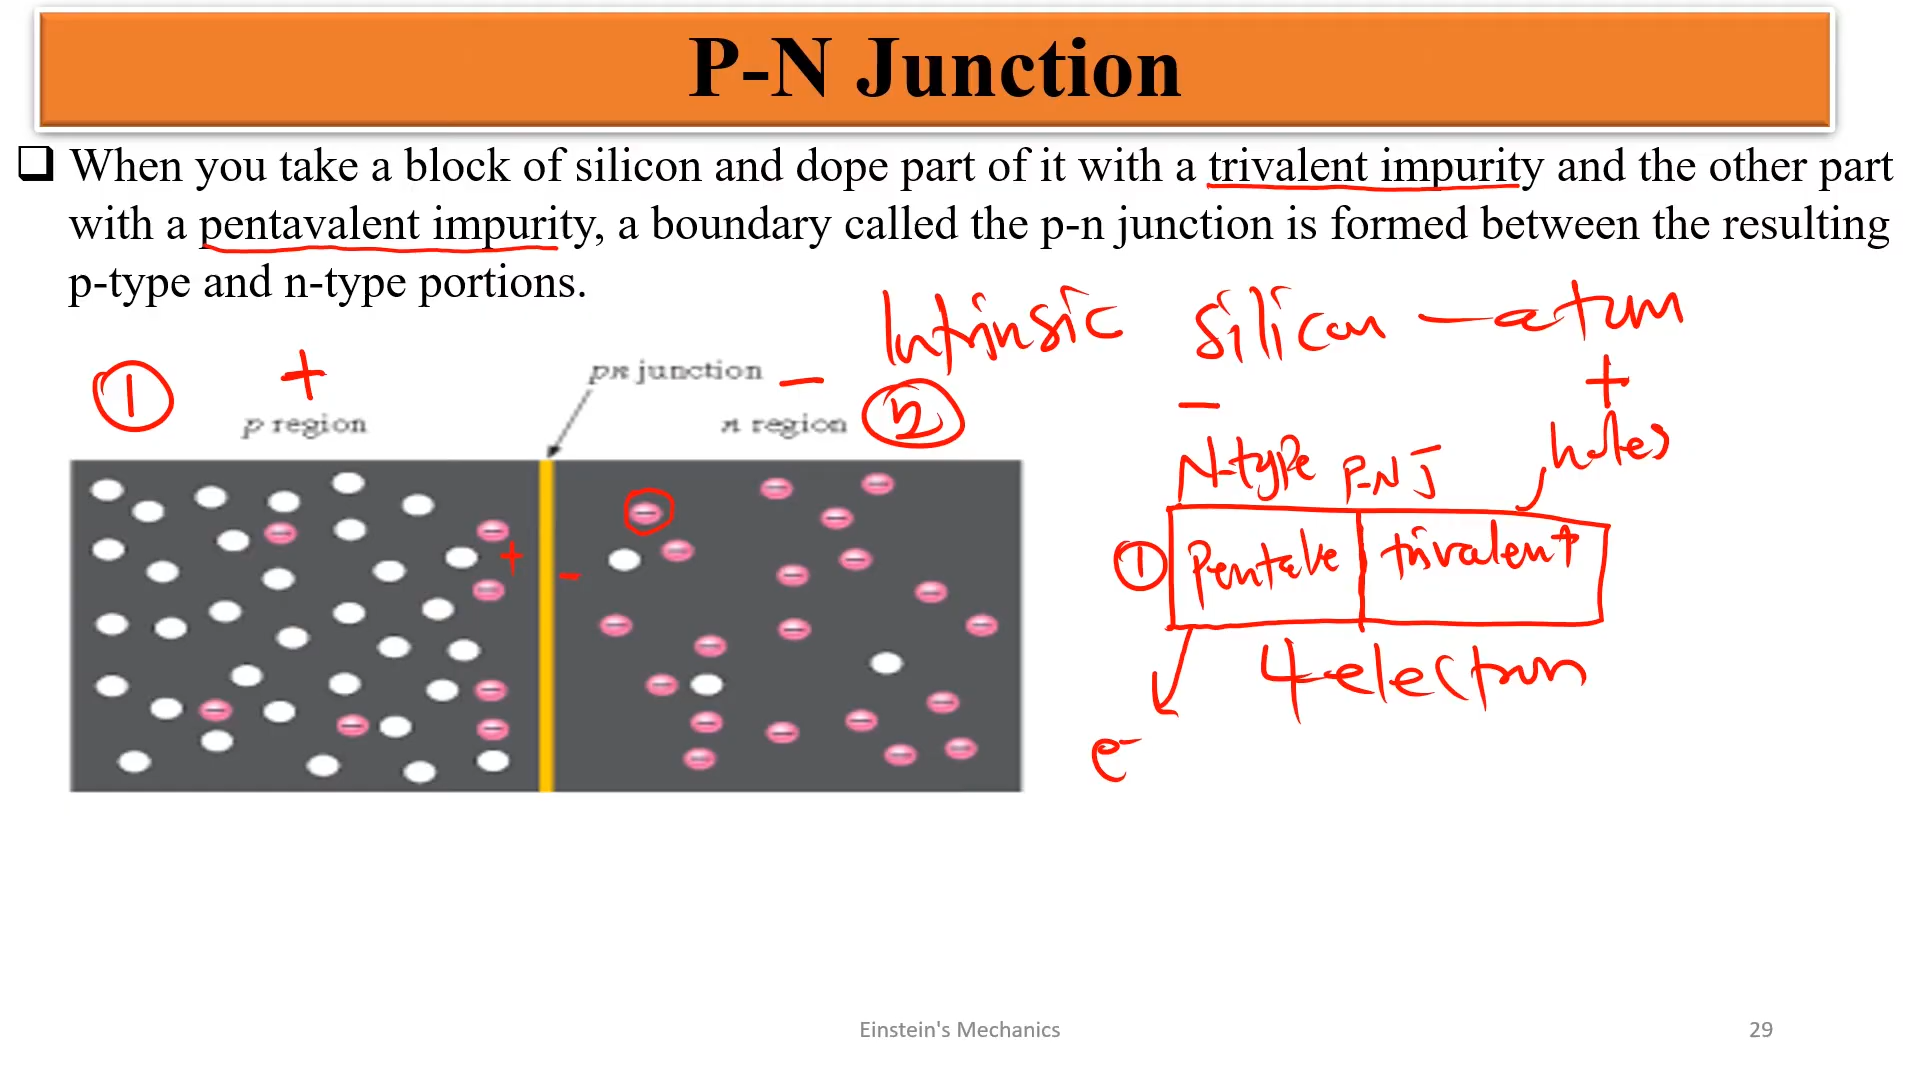 P-N Junction
When you take a block of silicon and dope part of it with a trivalent impurity and the other part
with a pentavalent impurity, a boundary called the p-n junction is formed between the resulting
p-type and n-type portions.
Intrinsic silicon - atom
① +
pn junction
- ②
p region
n region
- +
N-type P-N J holes
+ -
① Pentave trivalent
4-electron
e-
Einstein's Mechanics
29